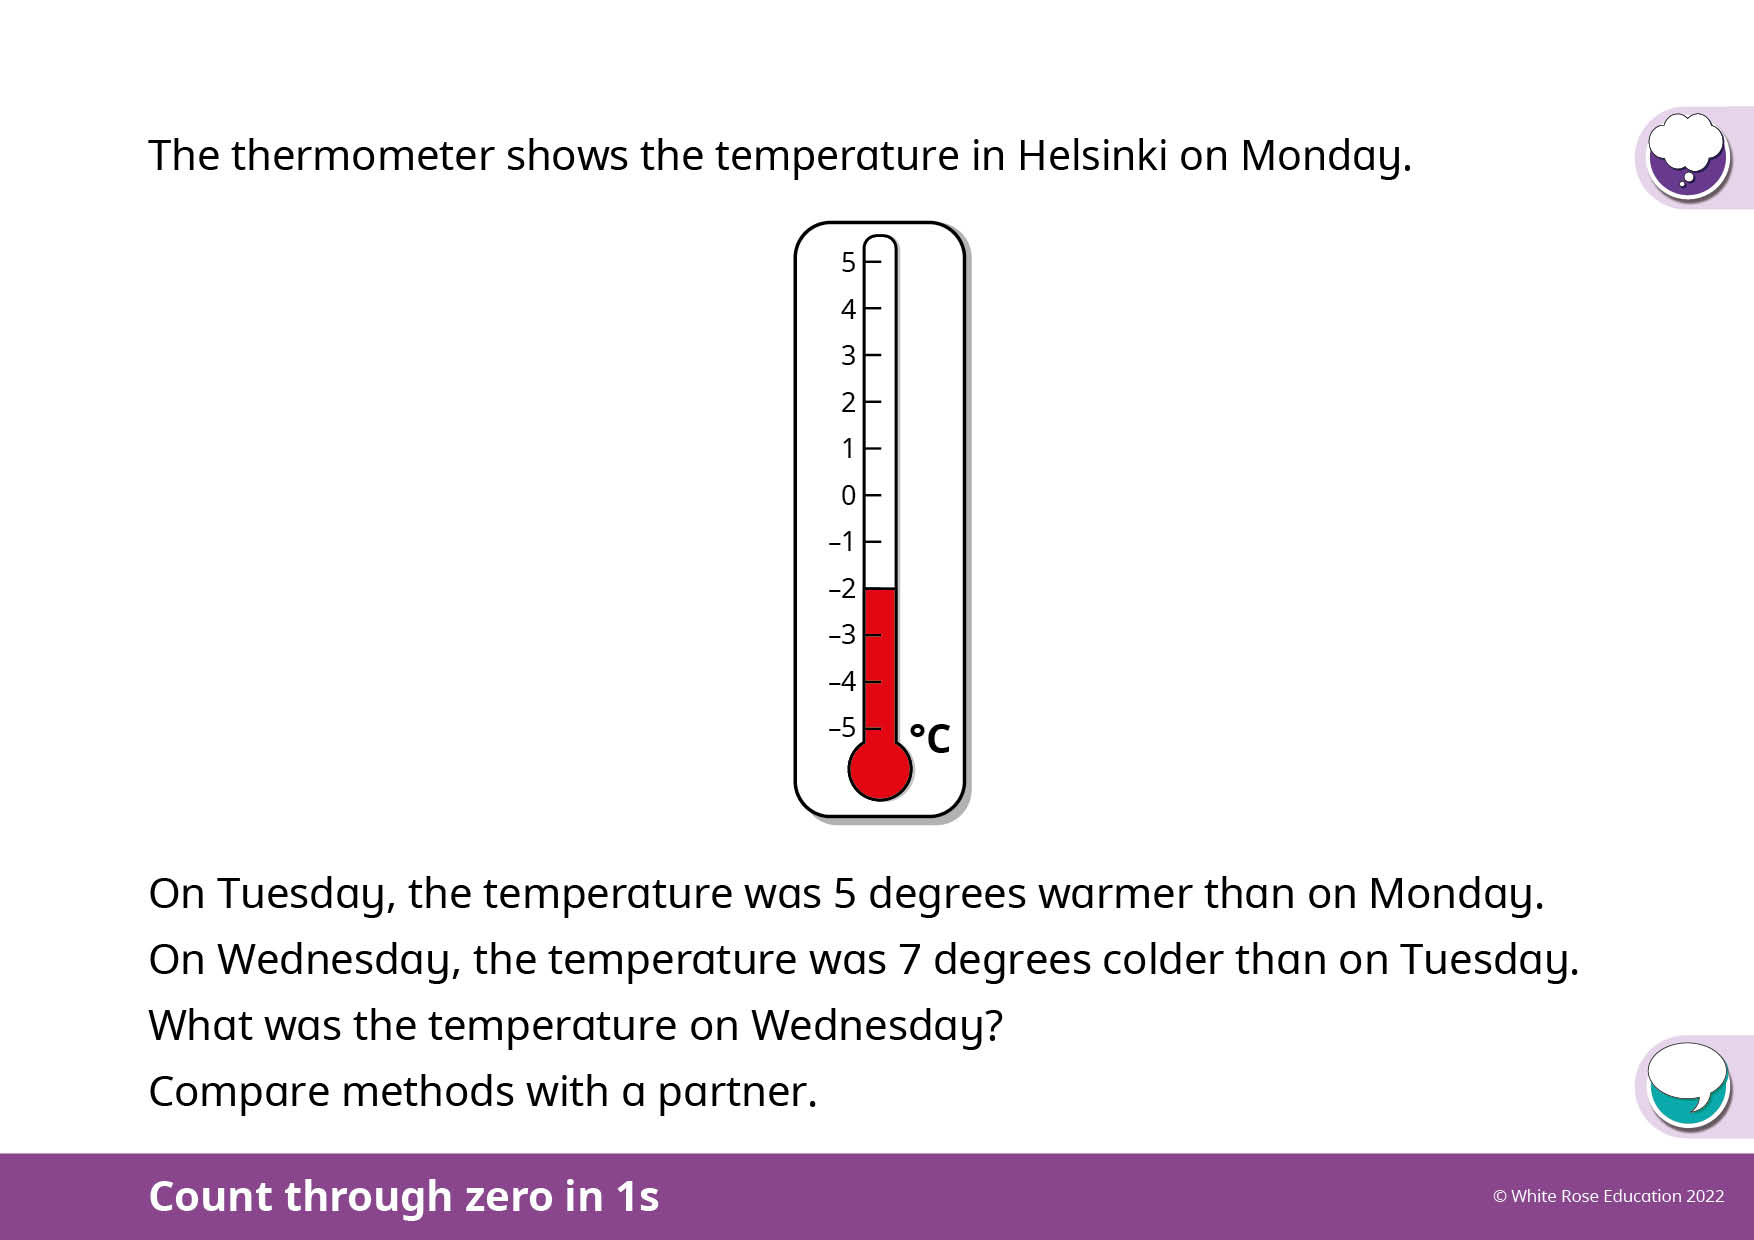 The thermometer shows the temperature in Helsinki on Monday.
5
4
3
2
1
0
–1
–2
–3
–4
–5
°C
On Tuesday, the temperature was 5 degrees warmer than on Monday.
On Wednesday, the temperature was 7 degrees colder than on Tuesday.
What was the temperature on Wednesday?
Compare methods with a partner.
Count through zero in 1s
© White Rose Education 2022